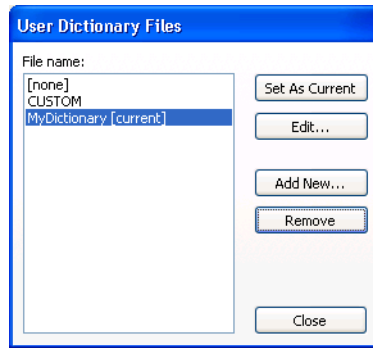 User Dictionary Files
File name:
[none]
CUSTOM
MyDictionary [current]
Set As Current
Edit...
Add New...
Remove
Close